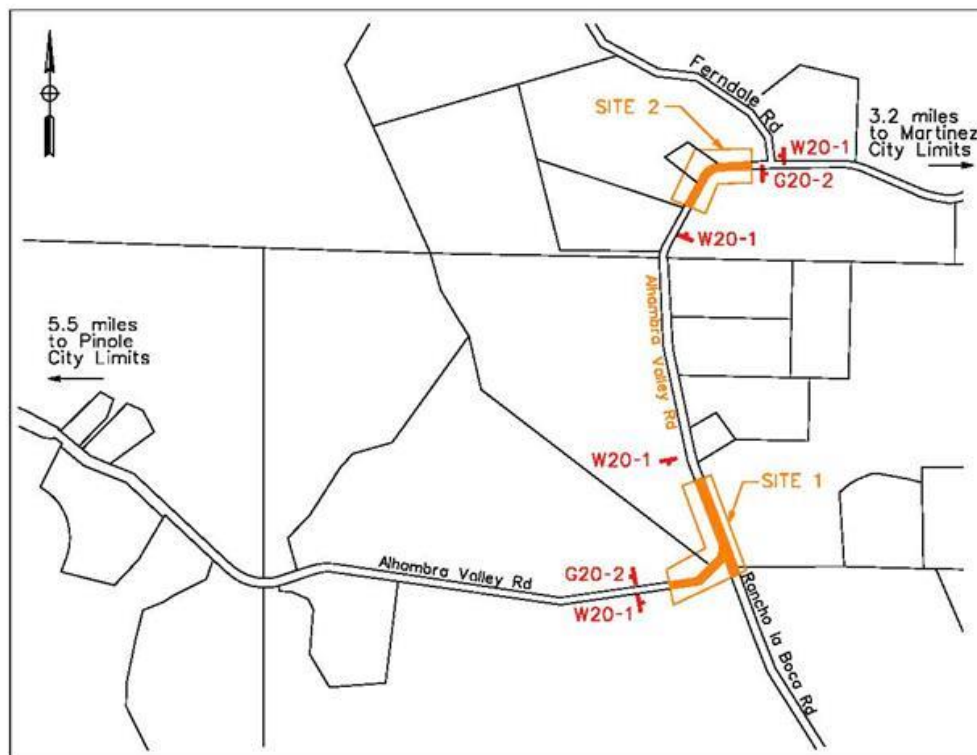 Ferndale Rd
SITE 2
3.2 miles
to Martinez
City Limits
W20-1
G20-2
W20-1
Alhambra Valley Rd
5.5 miles
to Pinole
City Limits
W20-1
SITE 1
Alhambra Valley Rd
G20-2
W20-1
Rancho la Boca Rd